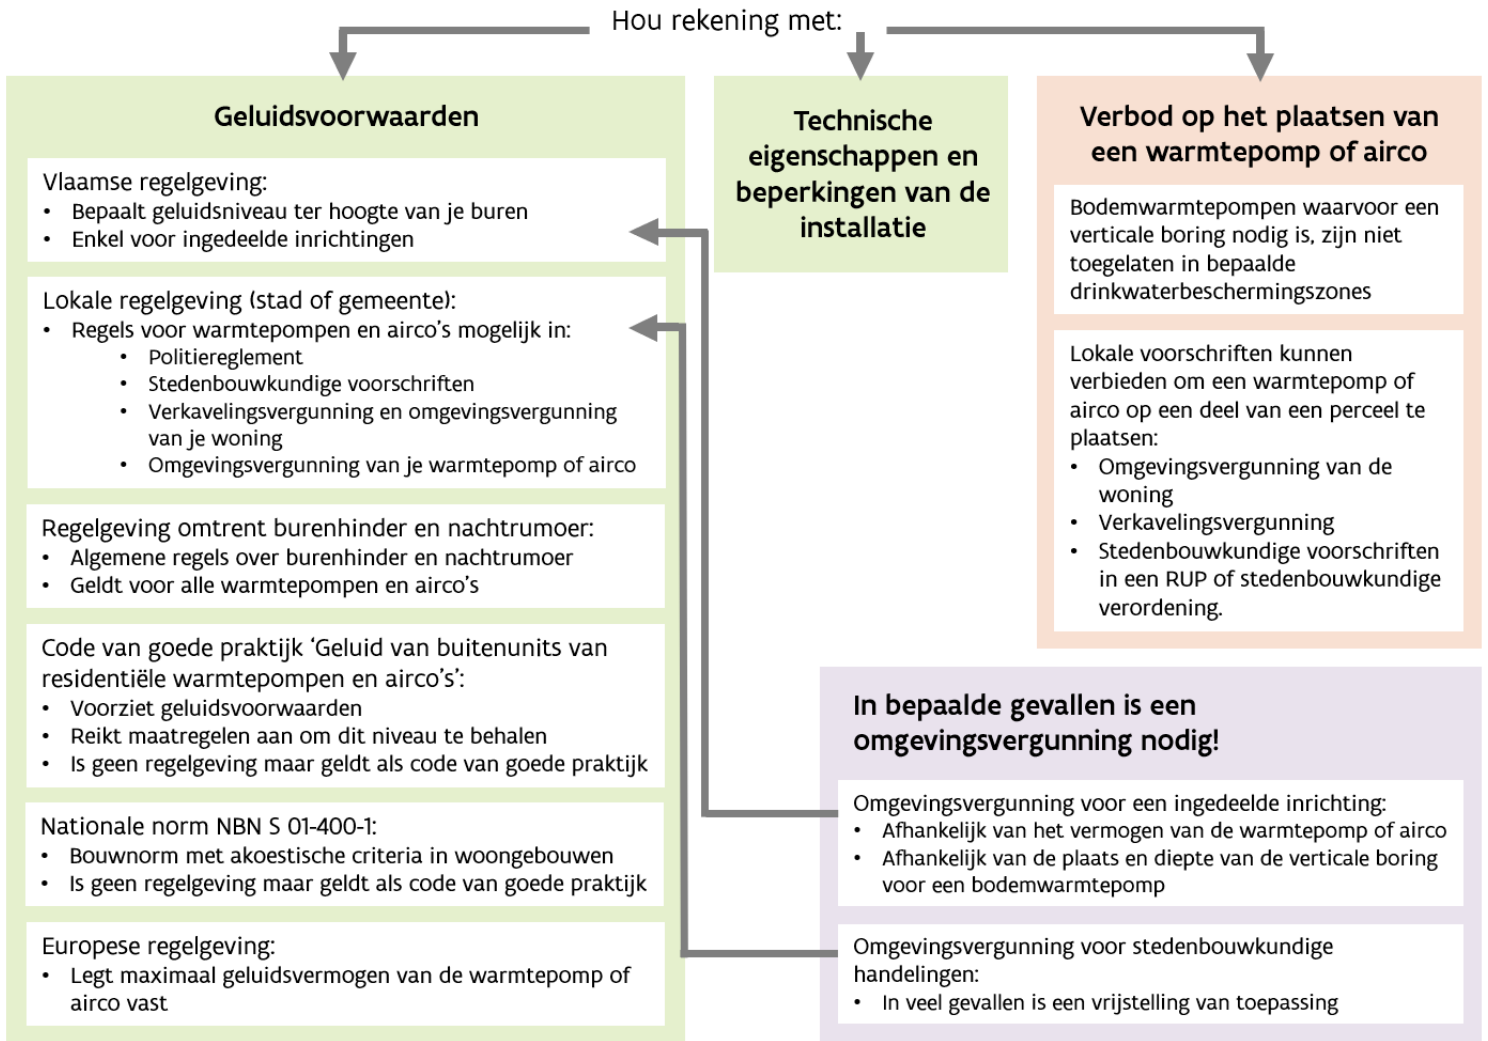 Hou rekening met:
Geluidsvoorwaarden
Vlaamse regelgeving:
• Bepaalt geluidsniveau ter hoogte van je buren
• Enkel voor ingedeelde inrichtingen
Lokale regelgeving (stad of gemeente):
• Regels voor warmtepompen en airco's mogelijk in:
• Politiereglement
• Stedenbouwkundige voorschriften
• Verkavelingsvergunning en omgevingsvergunning
van je woning
• Omgevingsvergunning van je warmtepomp of airco
Regelgeving omtrent burenhinder en nachtrumoer:
• Algemene regels over burenhinder en nachtrumoer
• Geldt voor alle warmtepompen en airco's
Code van goede praktijk ‘Geluid van buitenunits van
residentiële warmtepompen en airco's’:
• Voorziet geluidsvoorwaarden
• Reikt maatregelen aan om dit niveau te behalen
• Is geen regelgeving maar geldt als code van goede praktijk
Nationale norm NBN S 01-400-1:
• Bouwnorm met akoestische criteria in woongebouwen
• Is geen regelgeving maar geldt als code van goede praktijk
Europese regelgeving:
• Legt maximaal geluidsvermogen van de warmtepomp of
airco vast
Technische
eigenschappen en
beperkingen van de
installatie
Verbod op het plaatsen van
een warmtepomp of airco
Bodemwarmtepompen waarvoor een
verticale boring nodig is, zijn niet
toegelaten in bepaalde
drinkwaterbeschermingszones
Lokale voorschriften kunnen
verbieden om een warmtepomp of
airco op een deel van een perceel te
plaatsen:
• Omgevingsvergunning van de
woning
• Verkavelingsvergunning
• Stedenbouwkundige voorschriften
in een RUP of stedenbouwkundige
verordening.
In bepaalde gevallen is een
omgevingsvergunning nodig!
Omgevingsvergunning voor een ingedeelde inrichting:
• Afhankelijk van het vermogen van de warmtepomp of airco
• Afhankelijk van de plaats en diepte van de verticale boring
voor een bodemwarmtepomp
Omgevingsvergunning voor stedenbouwkundige
handelingen:
• In veel gevallen is een vrijstelling van toepassing